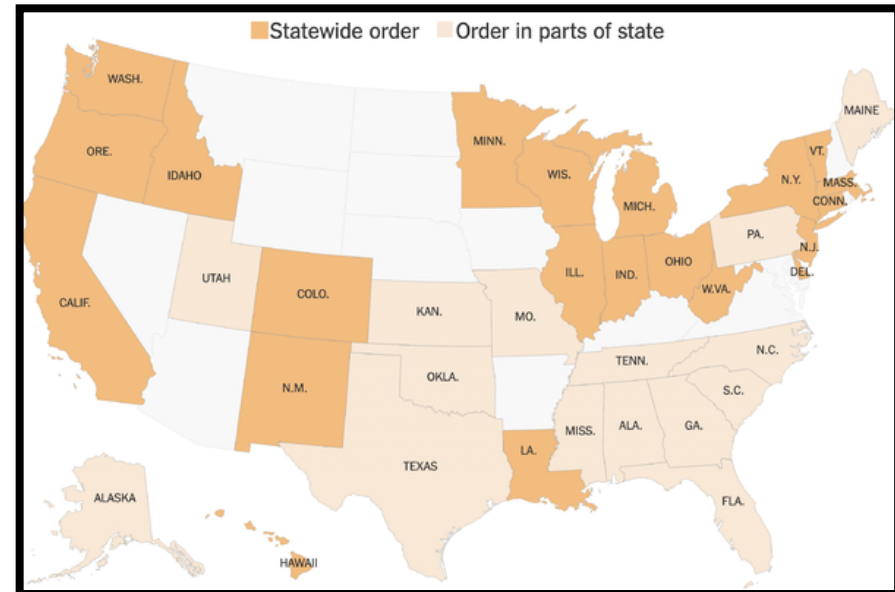 Statewide order Order in parts of state
WASH.
MAINE
MINN.
ORE.
VT.
IDAHO
WIS.
N.Y.
MASS.
MICH.
CONN.
PA.
N.J.
OHIO
UTAH
ILL.
IND.
DEL.
COLO.
W.VA.
CALIF.
KAN.
MO.
N.C.
TENN.
OKLA.
N.M.
S.C.
MISS.
ALA.
GA.
LA.
TEXAS
ALASKA
FLA.
HAWAII